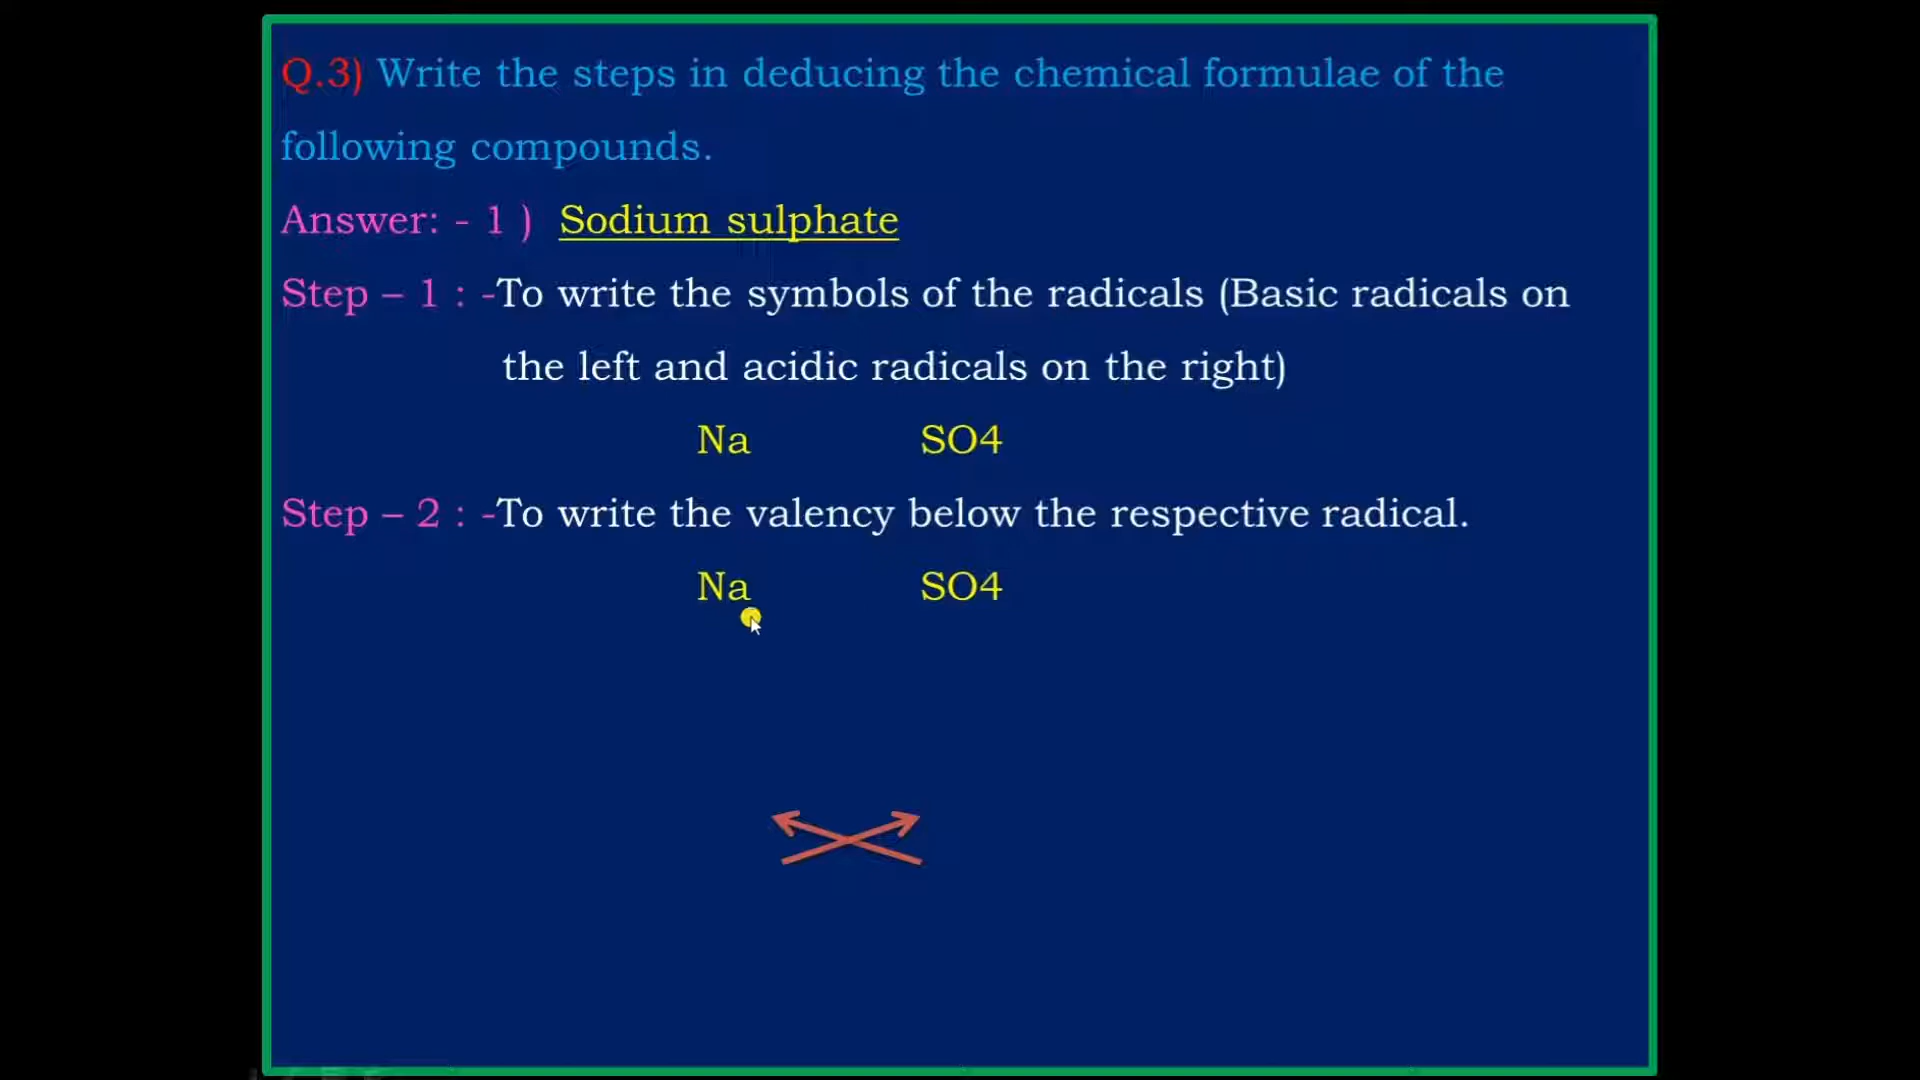 Q.3) Write the steps in deducing the chemical formulae of the
following compounds.
Answer: - 1 ) Sodium sulphate
Step – 1 : -To write the symbols of the radicals (Basic radicals on
the left and acidic radicals on the right)
Na SO4
Step – 2 : -To write the valency below the respective radical.
Na SO4